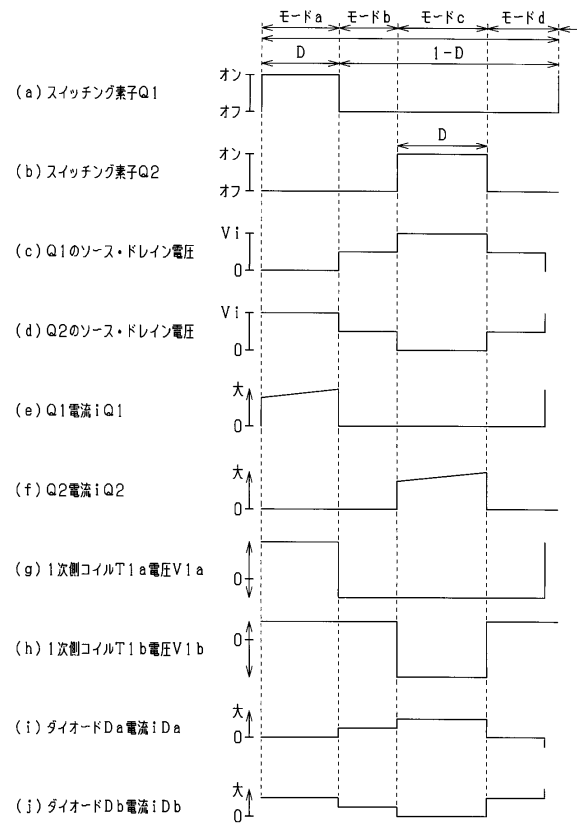 モードa モードb モードc モードd
D 1-D
(a)スイッチング素子Q1 オン オフ
D
(b)スイッチング素子Q2 オン オフ
(c)Q1のソース・ドレイン電圧 Vi 0
(d)Q2のソース・ドレイン電圧 Vi 0
(e)Q1電流iQ1 大 0
(f)Q2電流iQ2 大 0
(g)1次側コイルT1a電圧V1a 0
(h)1次側コイルT1b電圧V1b 0
(i)ダイオードDa電流iDa 大 0
(j)ダイオードDb電流iDb 大 0